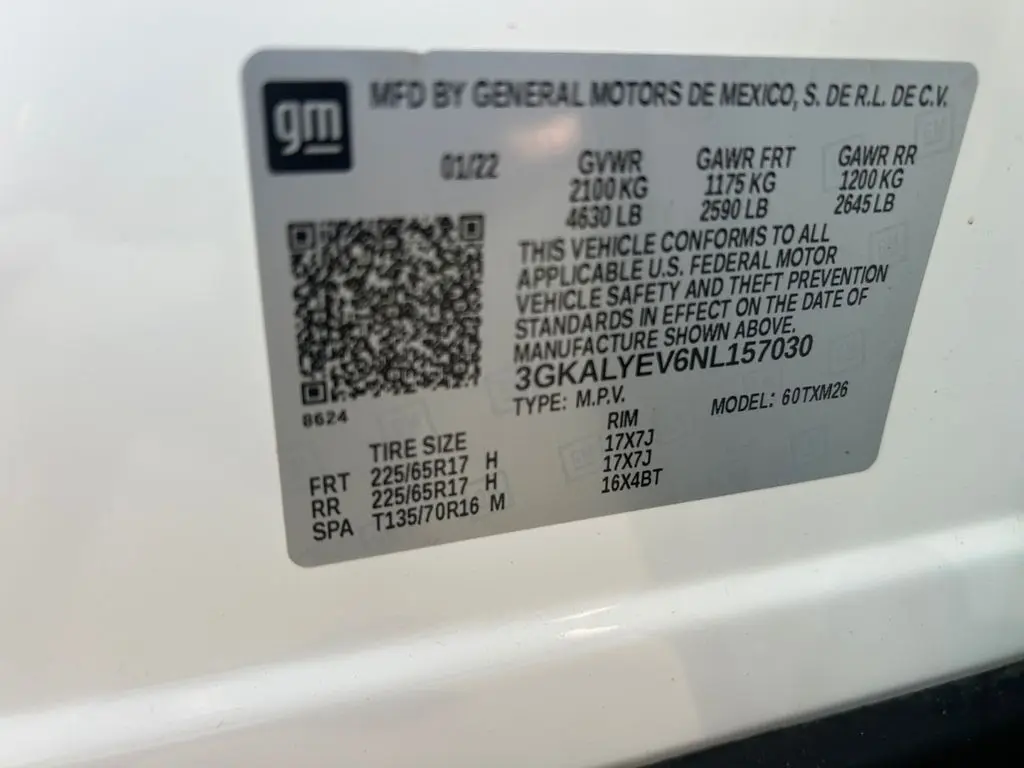 gm
MFD BY GENERAL MOTORS DE MEXICO, S. DE R.L. DE C.V.
01/22 GVWR GAWR FRT GAWR RR
2100 KG 1175 KG 1200 KG
4630 LB 2590 LB 2645 LB
THIS VEHICLE CONFORMS TO ALL
APPLICABLE U.S. FEDERAL MOTOR
VEHICLE SAFETY AND THEFT PREVENTION
STANDARDS IN EFFECT ON THE DATE OF
MANUFACTURE SHOWN ABOVE.
3GKALYEV6NL157030
TYPE: M.P.V. MODEL: 60TXM26
8624
TIRE SIZE RIM
FRT 225/65R17 H 17X7J
RR 225/65R17 H 17X7J
SPA T135/70R16 M 16X4BT